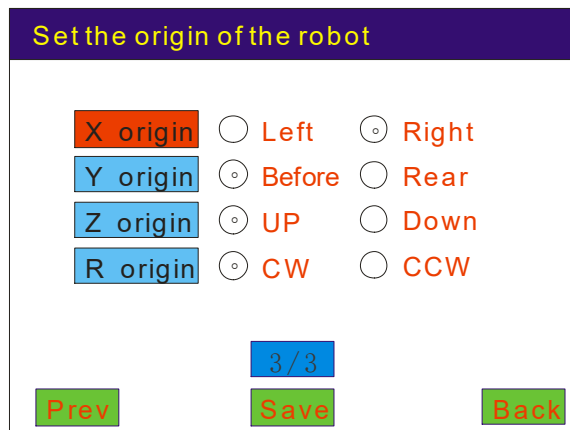 Set the origin of the robot
X origin Left Right
Y origin Before Rear
Z origin UP Down
R origin CW CCW
3/3
Prev Save Back